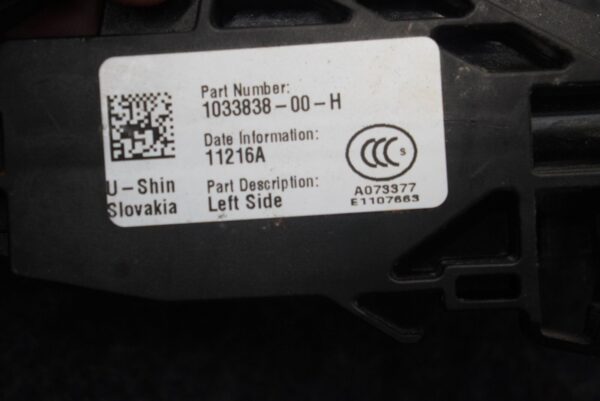 Part Number:
1033838-00-H
Date Information:
11216A
U-Shin
Slovakia
Part Description:
Left Side
CCC S
A073377
E1107663